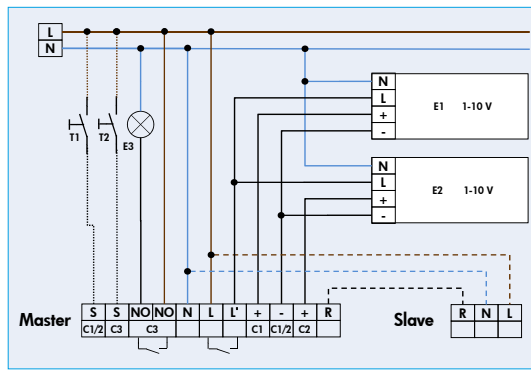 L
N
T1
T2
E3
N
L
+
-
E1 1-10 V
N
L
+
-
E2 1-10 V
Master
S S NO NO N L L' + - + R
C1/2 C3 C3 C1 C1/2 C2
Slave
R N L